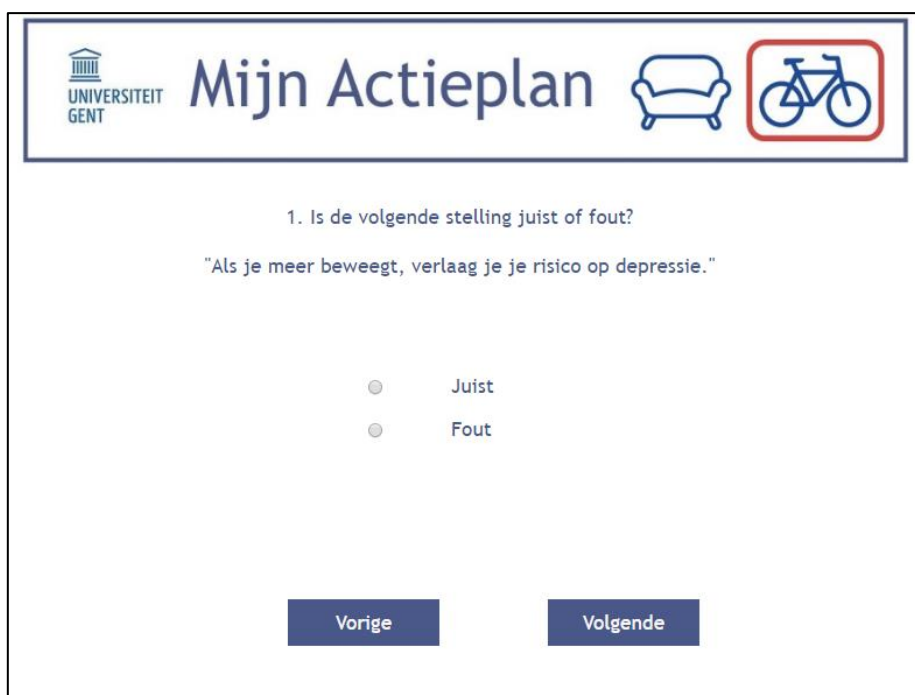 UNIVERSITEIT
GENT
Mijn Actieplan
1. Is de volgende stelling juist of fout?
"Als je meer beweegt, verlaag je je risico op depressie."
Juist
Fout
Vorige
Volgende